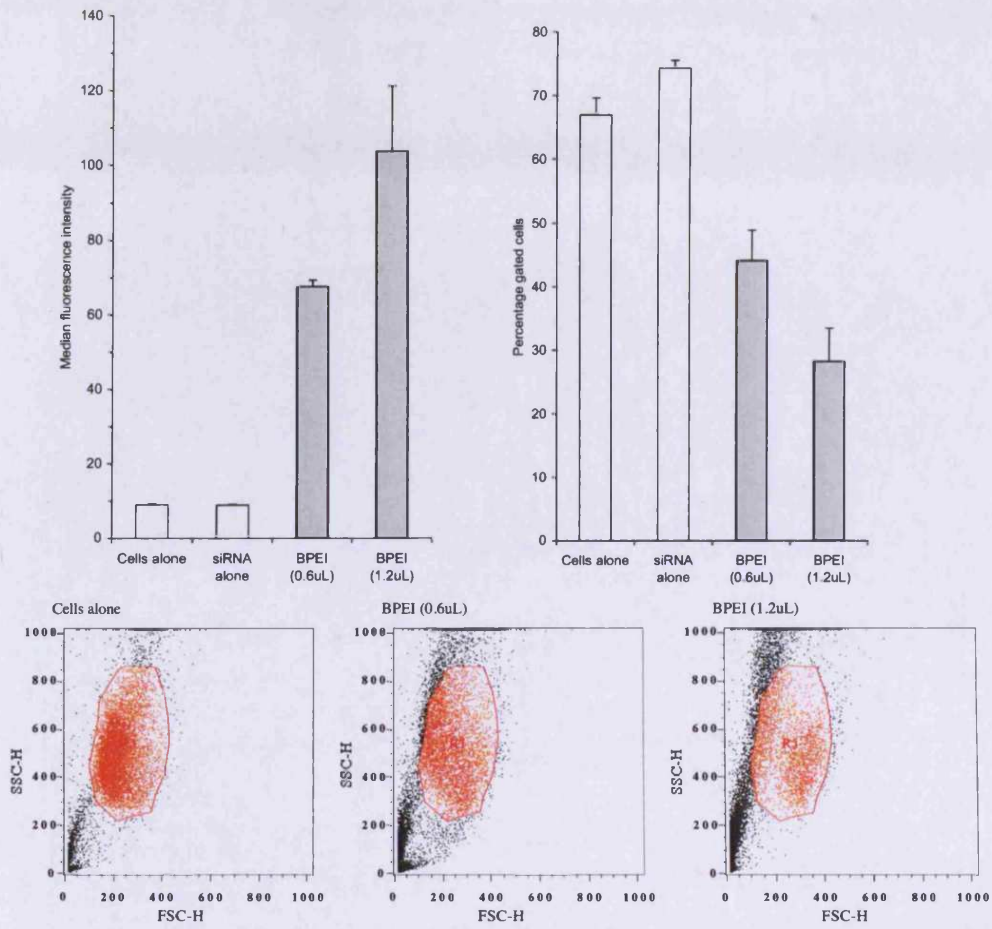 140
120
100
80
60
40
20
0
Median fluorescence intensity
Cells alone
siRNA alone
BPEI (0.6uL)
BPEI (1.2uL)
80
70
60
50
40
30
20
10
0
Percentage gated cells
Cells alone
siRNA alone
BPEI (0.6uL)
BPEI (1.2uL)
Cells alone
1000
800
600
400
200
0
SSC-H
0 200 400 600 800 1000
FSC-H
BPEI (0.6uL)
1000
800
600
400
200
0
SSC-H
0 200 400 600 800 1000
FSC-H
BPEI (1.2uL)
1000
800
600
400
200
0
SSC-H
0 200 400 600 800 1000
FSC-H